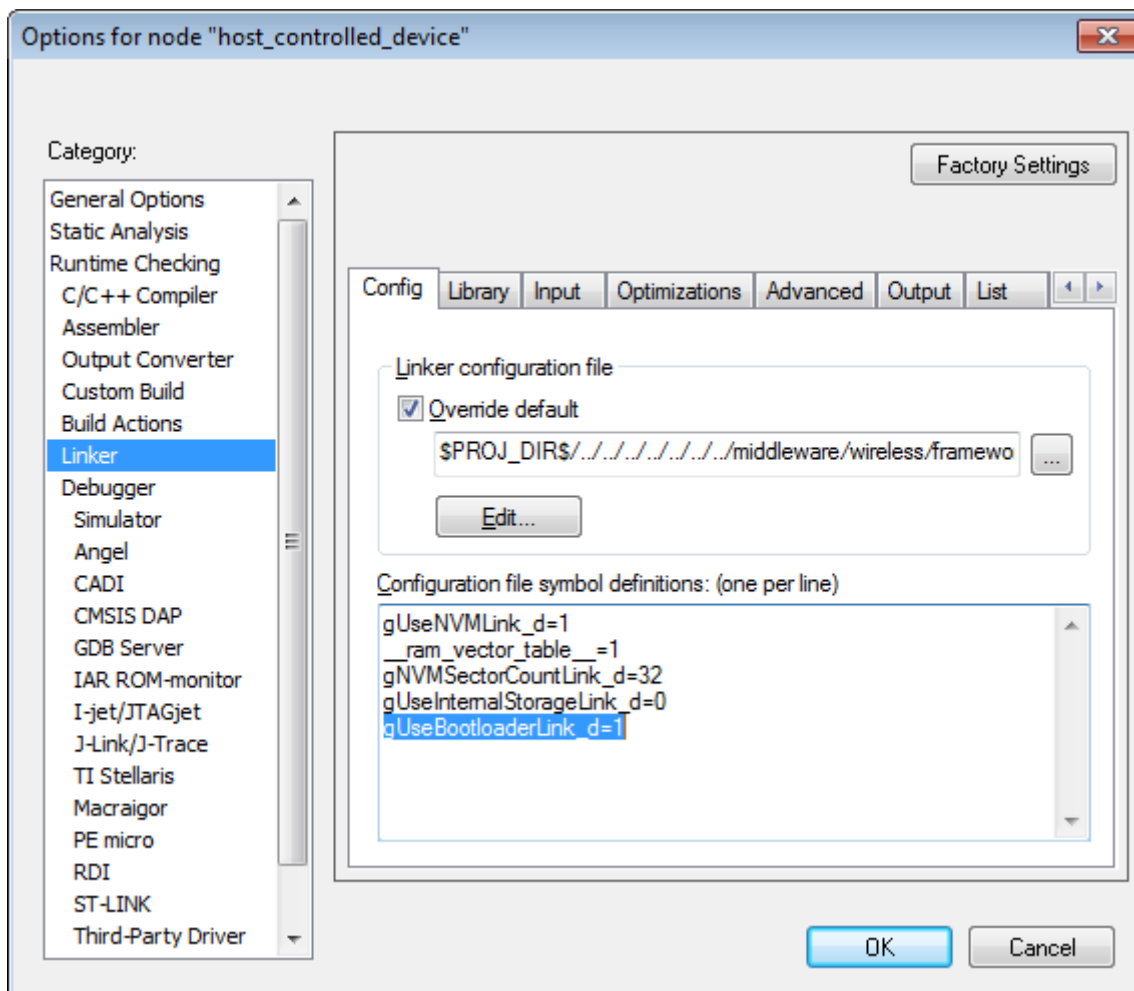 Options for node "host_controlled_device"
Category:
General Options
Static Analysis
Runtime Checking
C/C++ Compiler
Assembler
Output Converter
Custom Build
Build Actions
Linker
Debugger
Simulator
Angel
CADI
CMSIS DAP
GDB Server
IAR ROM-monitor
I-jet/JTAGjet
J-Link/J-Trace
TI Stellaris
Macraigor
PE micro
RDI
ST-LINK
Third-Party Driver
Factory Settings
Config Library Input Optimizations Advanced Output List
Linker configuration file
Override default
$PROJ_DIR$/../../../../../../../middleware/wireless/framewo
...
Edit...
Configuration file symbol definitions: (one per line)
gUseNVMLink_d=1
__ram_vector_table__=1
gNVMSectorCountLink_d=32
gUseInternalStorageLink_d=0
gUseBootloaderLink_d=1
OK Cancel